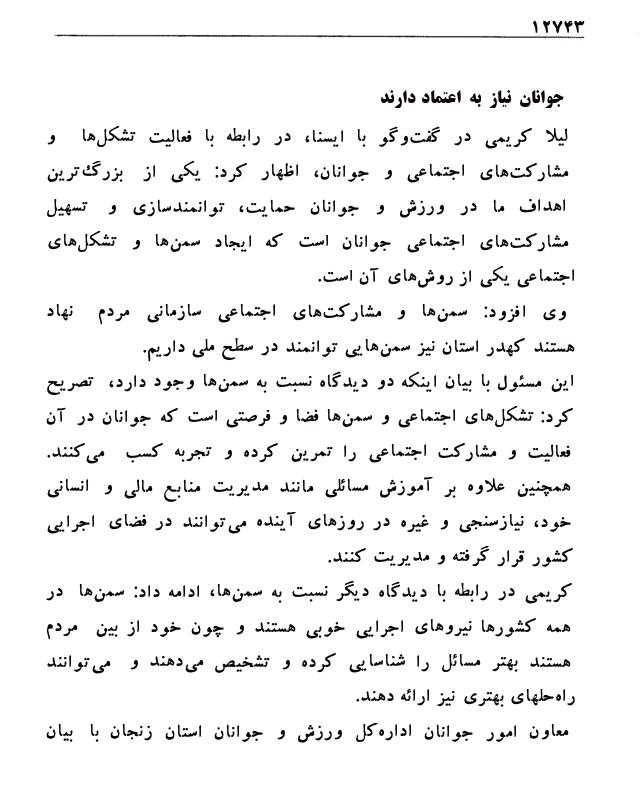 ۱۲۷۴۳
جوانان نیاز به اعتماد دارند
لیلا کریمی در گفت‌وگو با ایسنا، در رابطه با فعالیت تشکل‌ها و
مشارکت‌های اجتماعی و جوانان، اظهار کرد: یکی از بزرگ‌ترین
اهداف ما در ورزش و جوانان حمایت، توانمندسازی و تسهیل
مشارکت‌های اجتماعی جوانان است که ایجاد سمن‌ها و تشکل‌های
اجتماعی یکی از روش‌های آن است.
وی افزود: سمن‌ها و مشارکت‌های اجتماعی سازمانی مردم نهاد
هستند کهدر استان نیز سمن‌هایی توانمند در سطح ملی داریم.
این مسئول با بیان اینکه دو دیدگاه نسبت به سمن‌ها وجود دارد، تصریح
کرد: تشکل‌های اجتماعی و سمن‌ها فضا و فرصتی است که جوانان در آن
فعالیت و مشارکت اجتماعی را تمرین کرده و تجربه کسب می‌کنند.
همچنین علاوه بر آموزش مسائلی مانند مدیریت منابع مالی و انسانی
خود، نیازسنجی و غیره در روزهای آینده می‌توانند در فضای اجرایی
کشور قرار گرفته و مدیریت کنند.
کریمی در رابطه با دیدگاه دیگر نسبت به سمن‌ها، ادامه داد: سمن‌ها در
همه کشورها نیروهای اجرایی خوبی هستند و چون خود از بین مردم
هستند بهتر مسائل را شناسایی کرده و تشخیص می‌دهند و می‌توانند
راه‌حلهای بهتری نیز ارائه دهند.
معاون امور جوانان اداره‌کل ورزش و جوانان استان زنجان با بیان